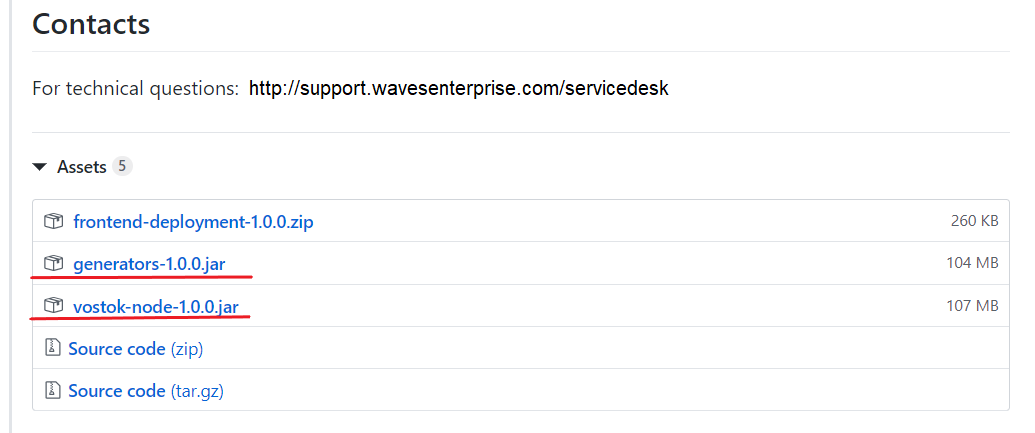 Contacts
For technical questions: http://support.wavesenterprise.com/servicedesk
Assets 5
frontend-deployment-1.0.0.zip 260 KB
generators-1.0.0.jar 104 MB
vostok-node-1.0.0.jar 107 MB
Source code (zip)
Source code (tar.gz)